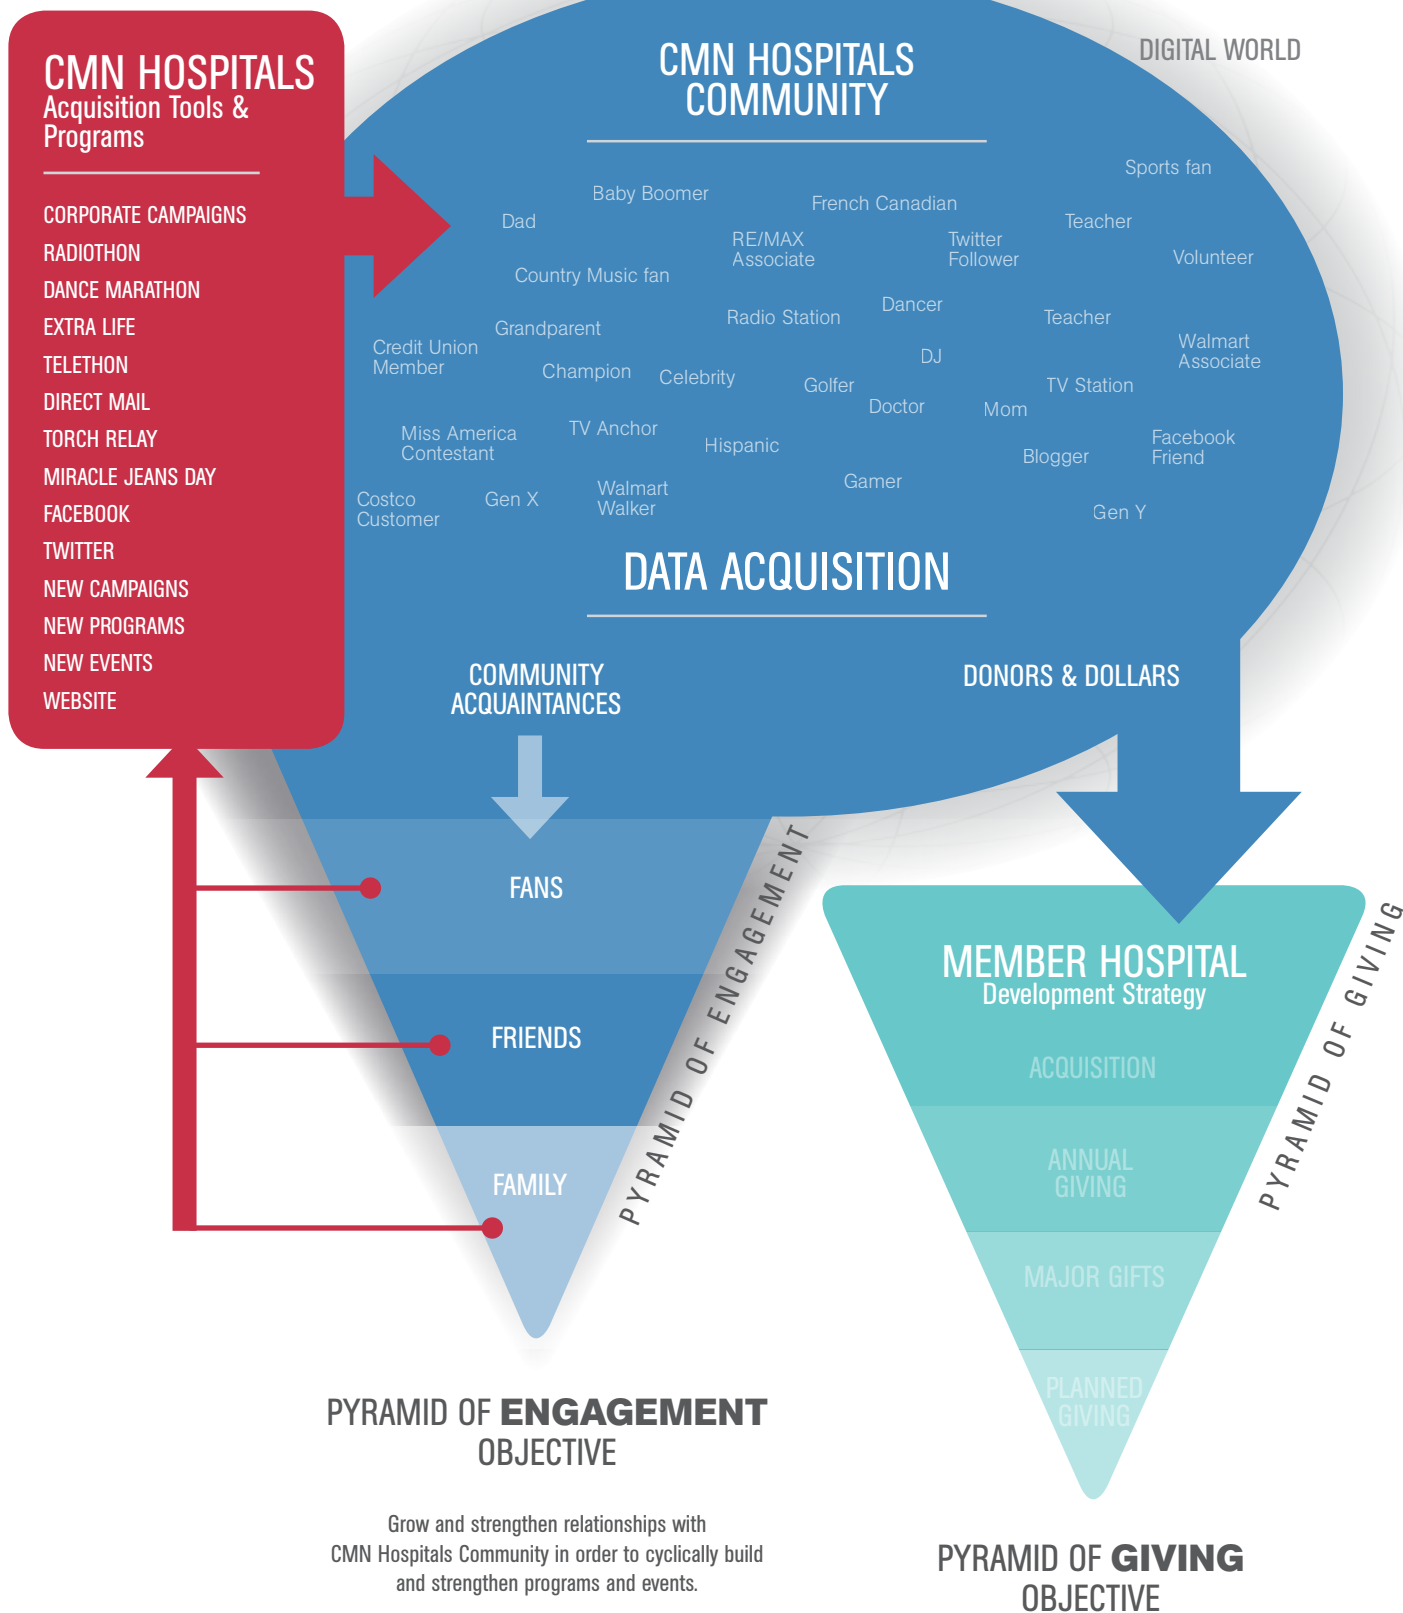 CMN HOSPITALS
Acquisition Tools &
Programs
CORPORATE CAMPAIGNS
RADIOTHON
DANCE MARATHON
EXTRA LIFE
TELETHON
DIRECT MAIL
TORCH RELAY
MIRACLE JEANS DAY
FACEBOOK
TWITTER
NEW CAMPAIGNS
NEW PROGRAMS
NEW EVENTS
WEBSITE
CMN HOSPITALS
COMMUNITY
DIGITAL WORLD
Sports fan
Baby Boomer
French Canadian
Dad
Teacher
RE/MAX
Associate
Twitter
Follower
Volunteer
Country Music fan
Dancer
Radio Station
Teacher
Grandparent
Credit Union
Member
Walmart
Associate
DJ
Champion
Celebrity
Golfer
TV Station
Doctor
Mom
Miss America
Contestant
TV Anchor
Hispanic
Facebook
Friend
Blogger
Gamer
Costco
Customer
Gen X
Walmart
Walker
Gen Y
DATA ACQUISITION
COMMUNITY
ACQUAINTANCES
DONORS & DOLLARS
FANS
FRIENDS
FAMILY
PYRAMID OF ENGAGEMENT
MEMBER HOSPITAL
Development Strategy
ACQUISITION
ANNUAL
GIVING
MAJOR GIFTS
PLANNED
GIVING
PYRAMID OF GIVING
PYRAMID OF ENGAGEMENT
OBJECTIVE
Grow and strengthen relationships with
CMN Hospitals Community in order to cyclically build
and strengthen programs and events.
PYRAMID OF GIVING
OBJECTIVE